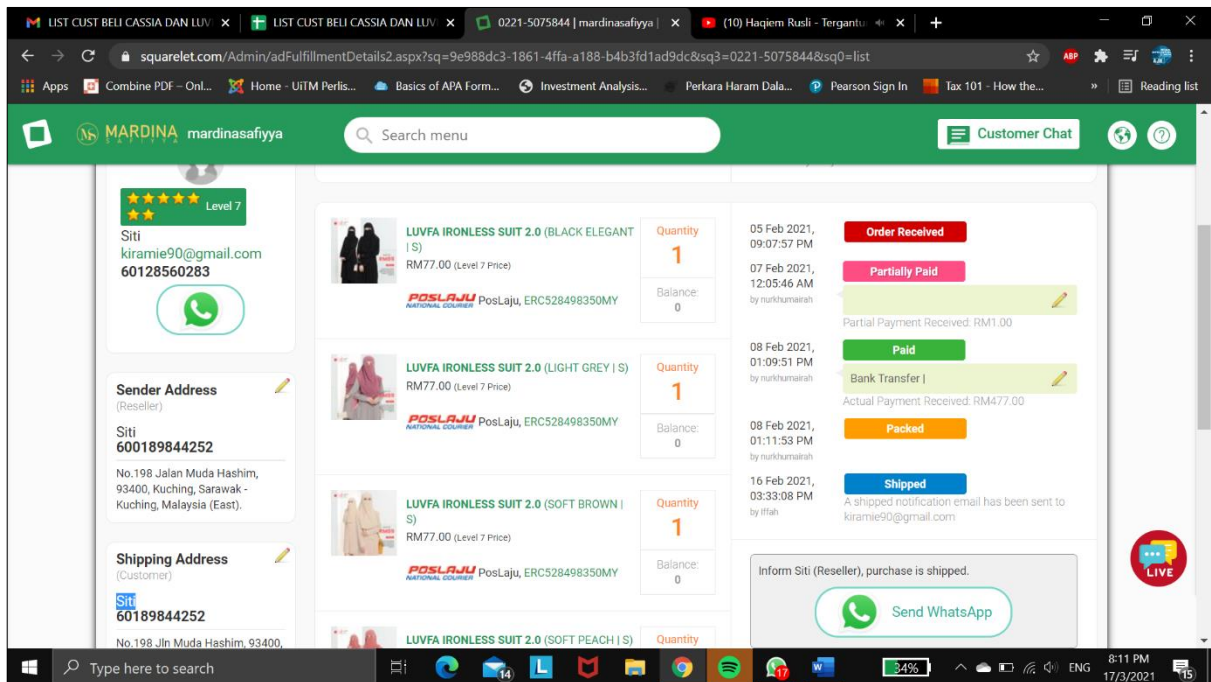 LIST CUST BELI CASSIA DAN LUV
LIST CUST BELI CASSIA DAN LUV
0221-5075844 | mardinasafiyya |
(10) Haqiem Rusli - Tergantu
squarelet.com/Admin/adFulfillmentDetails2.aspx?sq=9e988dc3-1861-4ffa-a188-b4b3fd1ad9dc&sq3=0221-5075844&sq0=list
ABP
Apps
Combine PDF – Onl...
Home - UiTM Perlis...
Basics of APA Form...
Investment Analysis...
Perkara Haram Dala...
Pearson Sign In
Tax 101 - How the...
»
Reading list
MS MARDINA
SAFIYYA
mardinasafiyya
Search menu
Customer Chat
Level 7
Siti
kiramie90@gmail.com
60128560283
Sender Address
(Reseller)
Siti
600189844252
No.198 Jalan Muda Hashim,
93400, Kuching, Sarawak -
Kuching, Malaysia (East).
Shipping Address
(Customer)
Siti
60189844252
No.198 Jln Muda Hashim, 93400,
LUVFA IRONLESS SUIT 2.0 (BLACK ELEGANT
| S)
RM77.00 (Level 7 Price)
POSLAJU
NATIONAL COURIER
PosLaju, ERC528498350MY
Quantity
1
Balance:
0
LUVFA IRONLESS SUIT 2.0 (LIGHT GREY | S)
RM77.00 (Level 7 Price)
POSLAJU
NATIONAL COURIER
PosLaju, ERC528498350MY
Quantity
1
Balance:
0
LUVFA IRONLESS SUIT 2.0 (SOFT BROWN |
S)
RM77.00 (Level 7 Price)
POSLAJU
NATIONAL COURIER
PosLaju, ERC528498350MY
Quantity
1
Balance:
0
LUVFA IRONLESS SUIT 2.0 (SOFT PEACH | S)
Quantity
05 Feb 2021,
09:07:57 PM
Order Received
07 Feb 2021,
12:05:46 AM
by nurkhumairah
Partially Paid
Partial Payment Received: RM1.00
08 Feb 2021,
01:09:51 PM
by nurkhumairah
Paid
Bank Transfer |
Actual Payment Received: RM477.00
08 Feb 2021,
01:11:53 PM
by nurkhumairah
Packed
16 Feb 2021,
03:33:08 PM
by Iffah
Shipped
A shipped notification email has been sent to
kiramie90@gmail.com
Inform Siti (Reseller), purchase is shipped.
Send WhatsApp
LIVE
Type here to search
14
L
17
W
34%
ENG
8:11 PM
17/3/2021
15